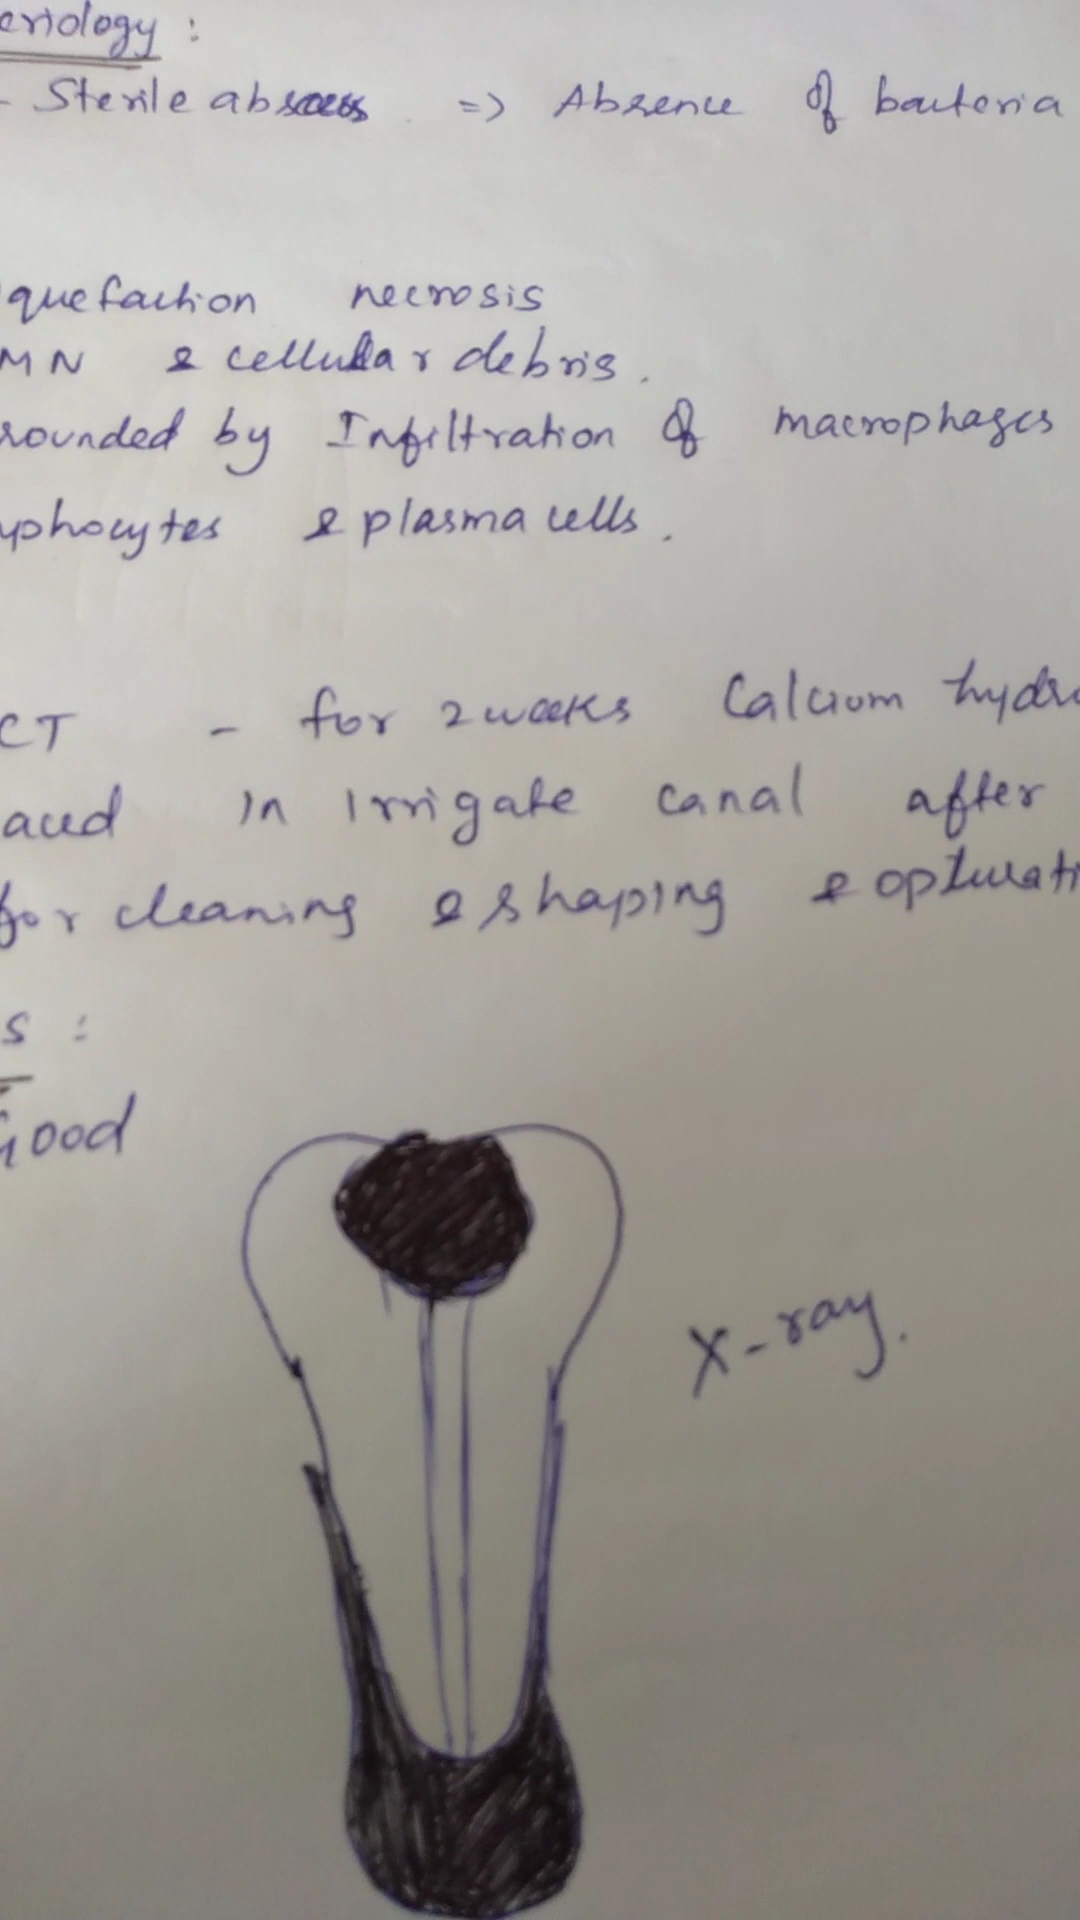 eriology :
- Sterile abscess => Absence of bacteria
quefaction necrosis
MN & cellular debris.
rounded by Infiltration of macrophages
phocytes & plasma cells.
CT - for 2 weeks Calcium hydro
aced in Irrigate canal after
for cleaning & shaping & opturati
s :
Good
X-ray.